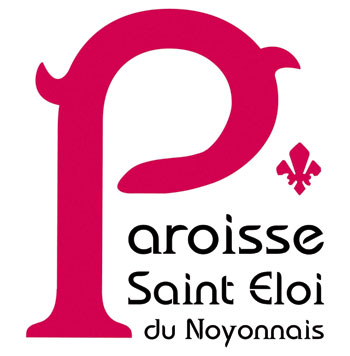 Paroisse
Saint Eloi
du Noyonnais